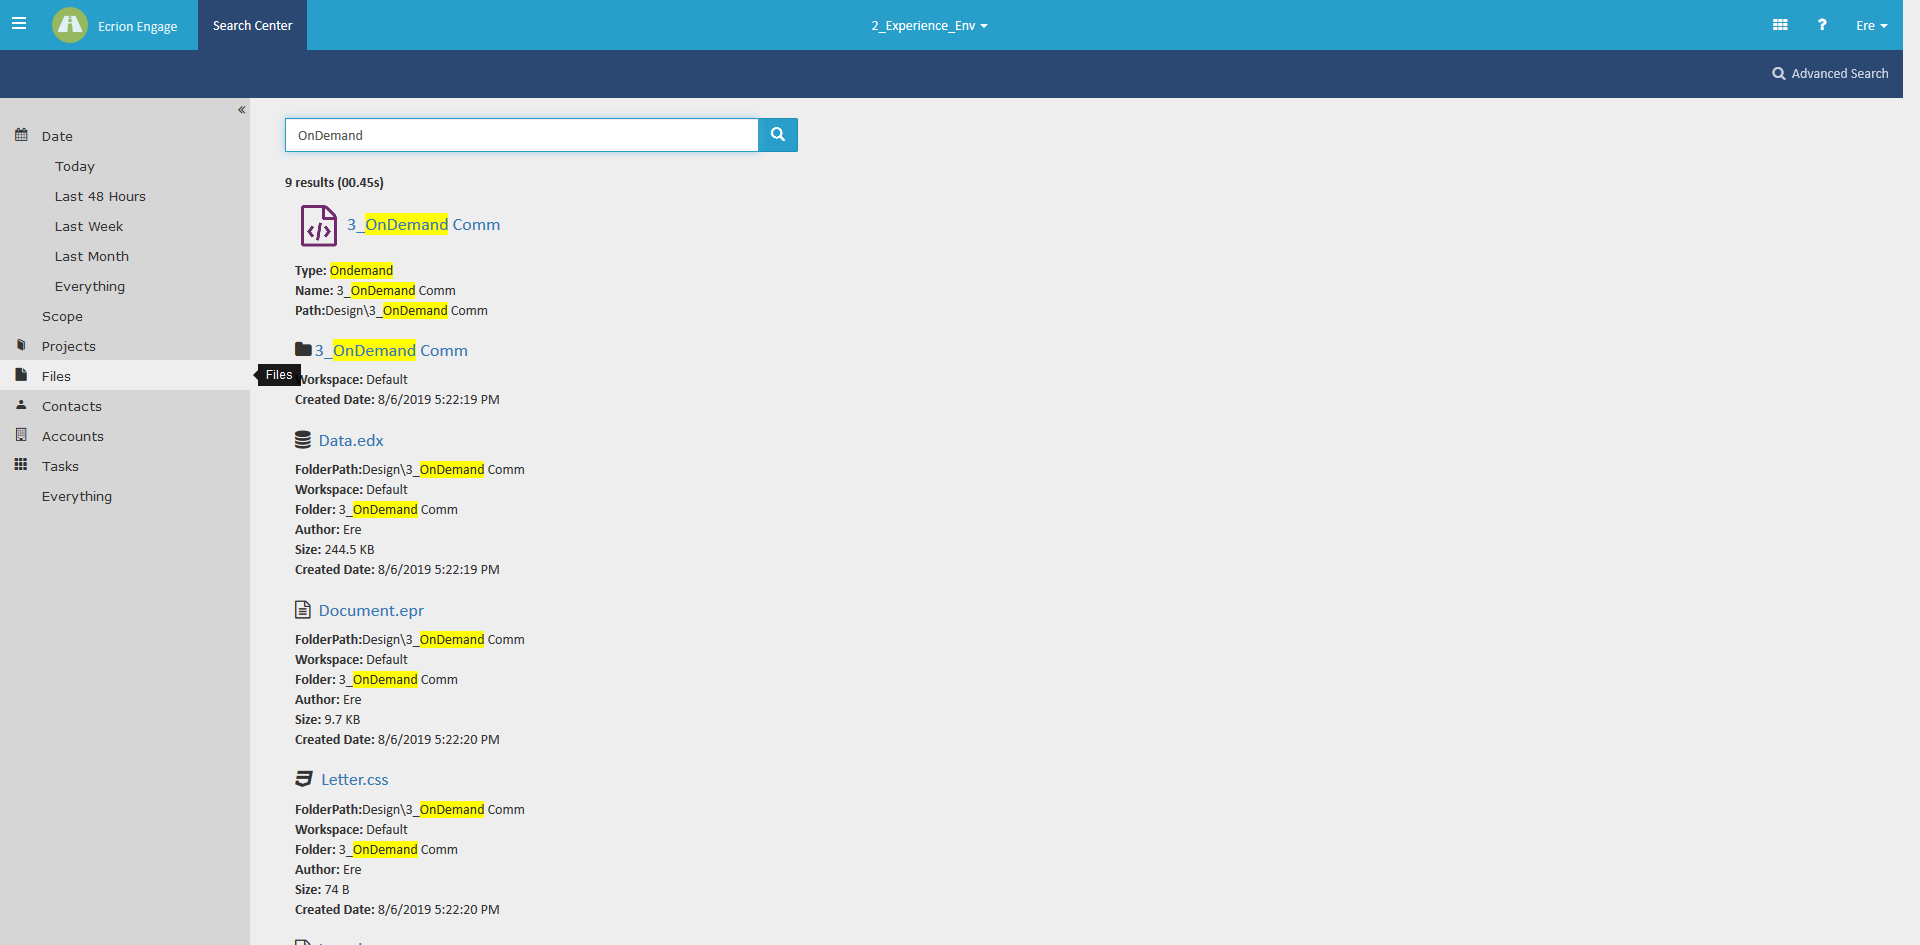 Ecrion Engage
Search Center
2_Experience_Env
?
Ere
Advanced Search
«
Date
Today
Last 48 Hours
Last Week
Last Month
Everything
Scope
Projects
Files
Contacts
Accounts
Tasks
Everything
Files
OnDemand
9 results (00.45s)
3_OnDemand Comm
Type: Ondemand
Name: 3_OnDemand Comm
Path:Design\3_OnDemand Comm
3_OnDemand Comm
Workspace: Default
Created Date: 8/6/2019 5:22:19 PM
Data.edx
FolderPath:Design\3_OnDemand Comm
Workspace: Default
Folder: 3_OnDemand Comm
Author: Ere
Size: 244.5 KB
Created Date: 8/6/2019 5:22:19 PM
Document.epr
FolderPath:Design\3_OnDemand Comm
Workspace: Default
Folder: 3_OnDemand Comm
Author: Ere
Size: 9.7 KB
Created Date: 8/6/2019 5:22:20 PM
Letter.css
FolderPath:Design\3_OnDemand Comm
Workspace: Default
Folder: 3_OnDemand Comm
Author: Ere
Size: 74 B
Created Date: 8/6/2019 5:22:20 PM